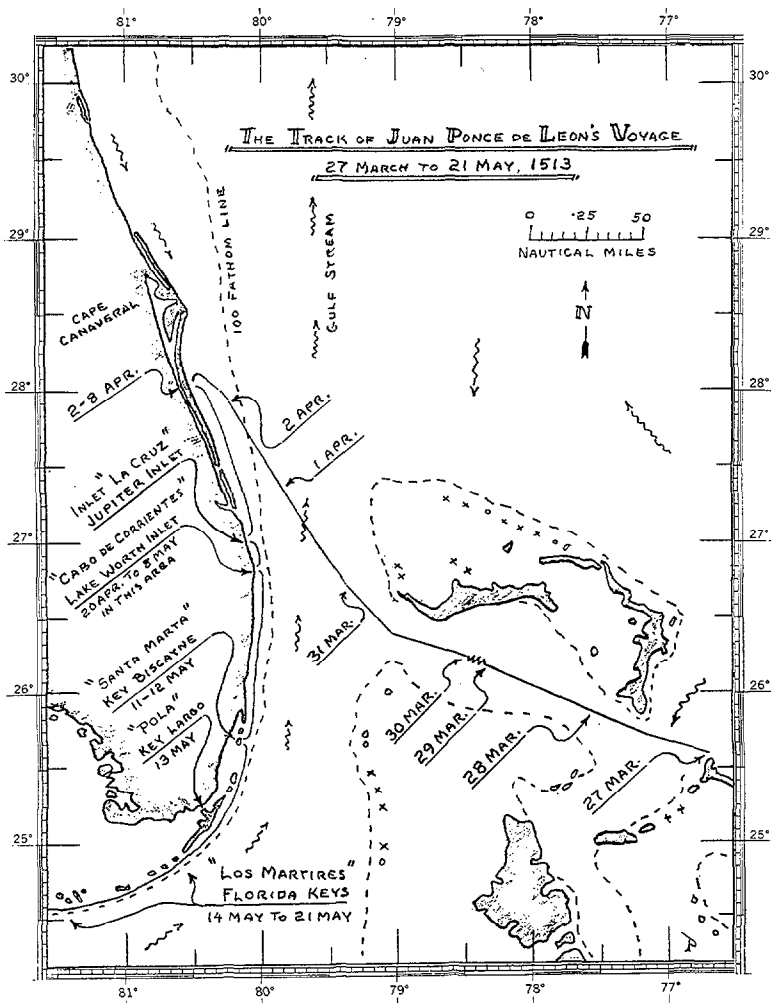 81° 80° 79° 78° 77°
THE TRACK OF JUAN PONCE DE LEON'S VOYAGE
27 MARCH TO 21 MAY, 1513
0 ·25 50
NAUTICAL MILES
N
30°
29°
28°
27°
26°
25°
30°
29°
28°
27°
26°
25°
100 FATHOM LINE
GULF STREAM
CAPE
CANAVERAL
2-8 APR.
2 APR.
1 APR.
"INLET LA CRUZ"
JUPITER INLET
"CABO DE CORRIENTES"
LAKE WORTH INLET
20 APR. TO 8 MAY
IN THIS AREA
31 MAR.
"SANTA MARTA"
KEY BISCAYNE
11-12 MAY
"POLA"
KEY LARGO
13 MAY
30 MAR.
29 MAR.
28 MAR.
27 MAR.
"LOS MARTIRES"
FLORIDA KEYS
14 MAY TO 21 MAY
81° 80° 79° 78° 77°